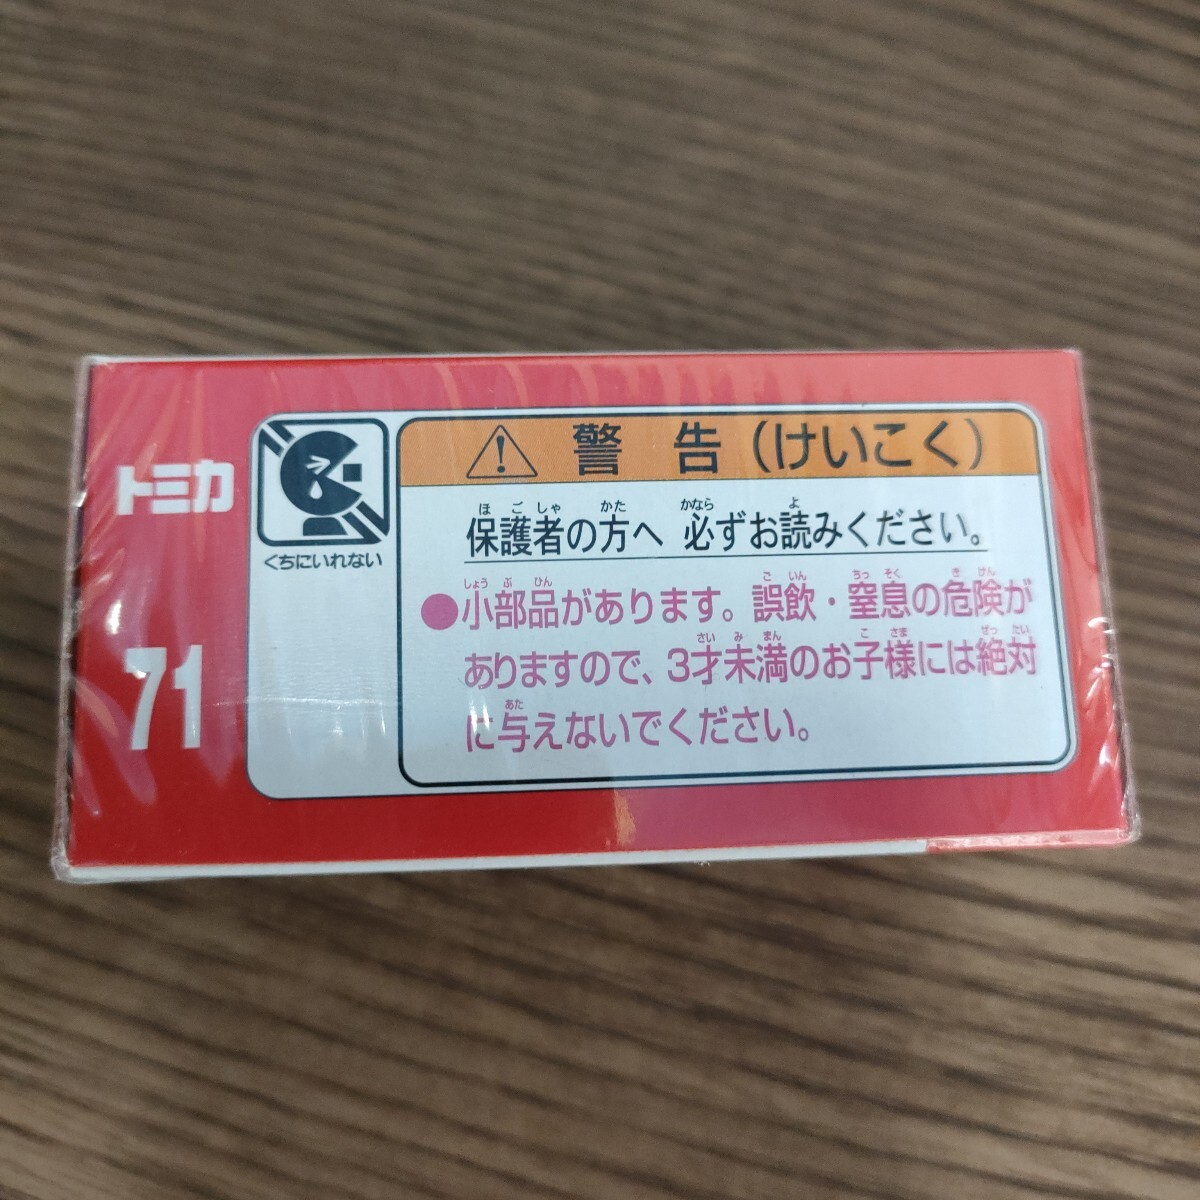 トミカ
71
くちにいれない
警告（けいこく）
ほごしゃ かた かなら よ
保護者の方へ 必ずお読みください。
しょうぶひん ごいん ちっそく きけん
●小部品があります。誤飲・窒息の危険が
さいみまん こさま ぜったい
ありますので、3才未満のお子様には絶対
あた
に与えないでください。